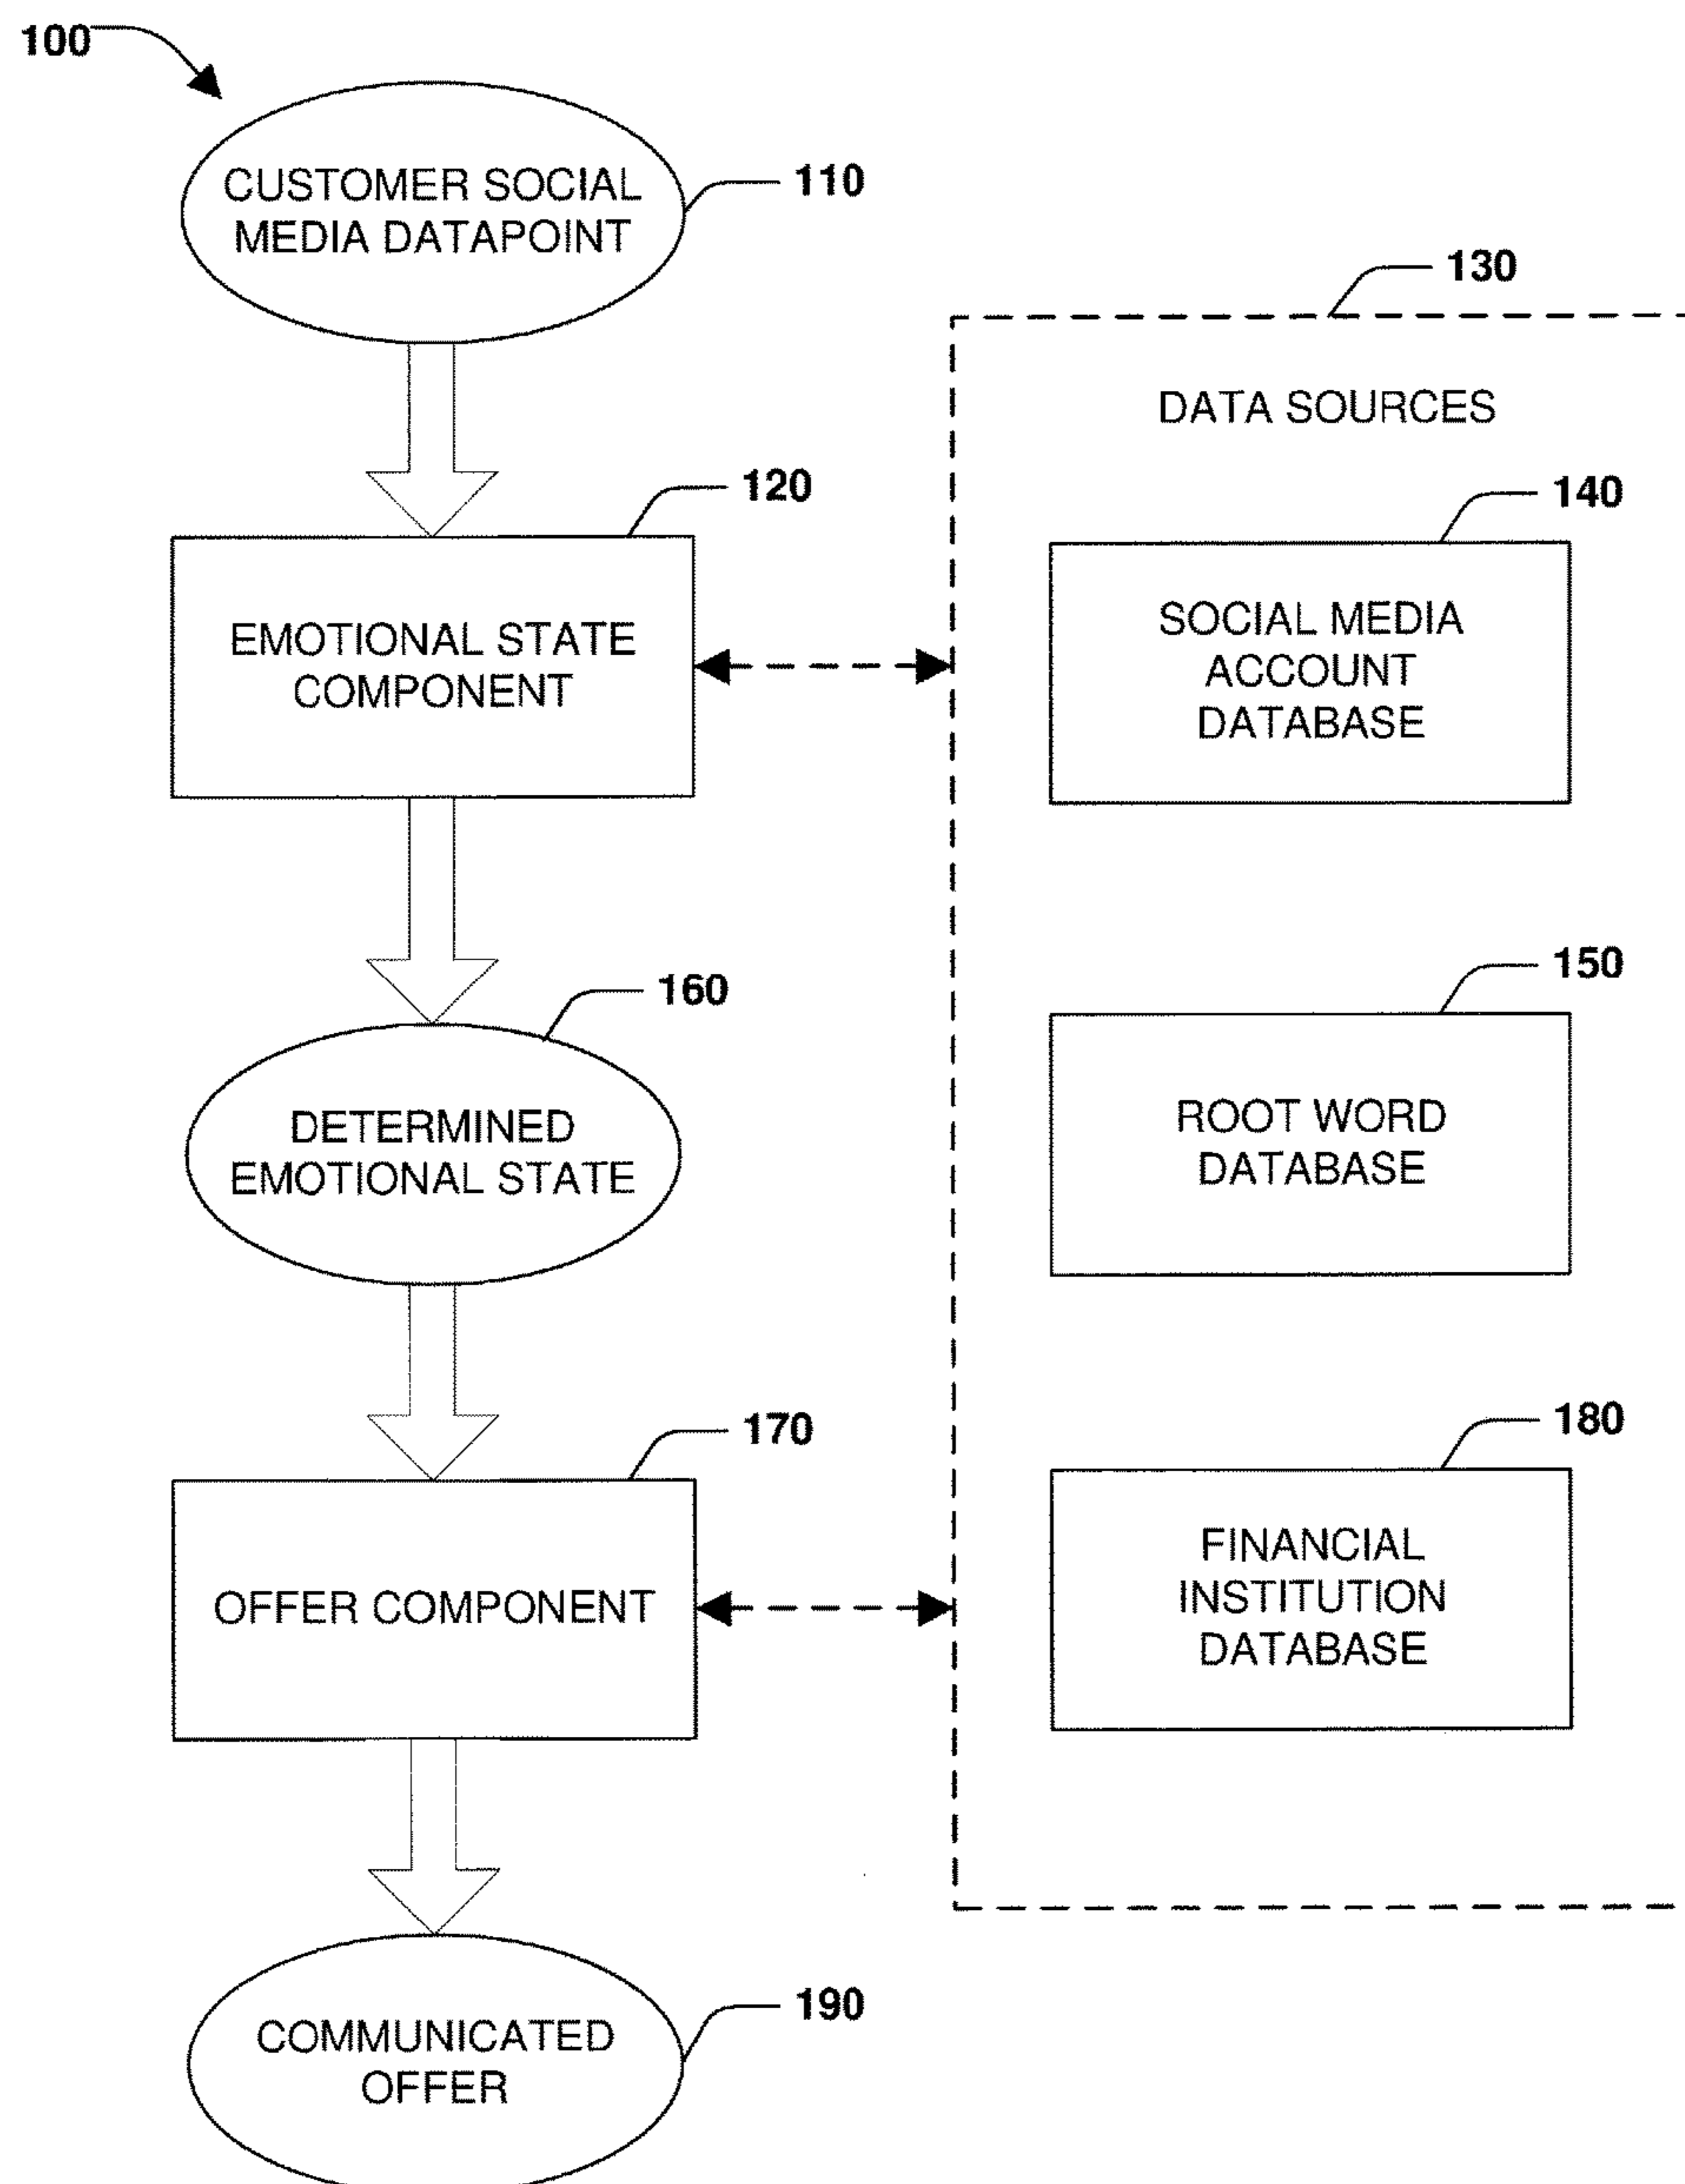 100
CUSTOMER SOCIAL
MEDIA DATAPOINT
110
130
DATA SOURCES
120
EMOTIONAL STATE
COMPONENT
140
SOCIAL MEDIA
ACCOUNT
DATABASE
150
ROOT WORD
DATABASE
160
DETERMINED
EMOTIONAL STATE
170
OFFER COMPONENT
180
FINANCIAL
INSTITUTION
DATABASE
190
COMMUNICATED
OFFER